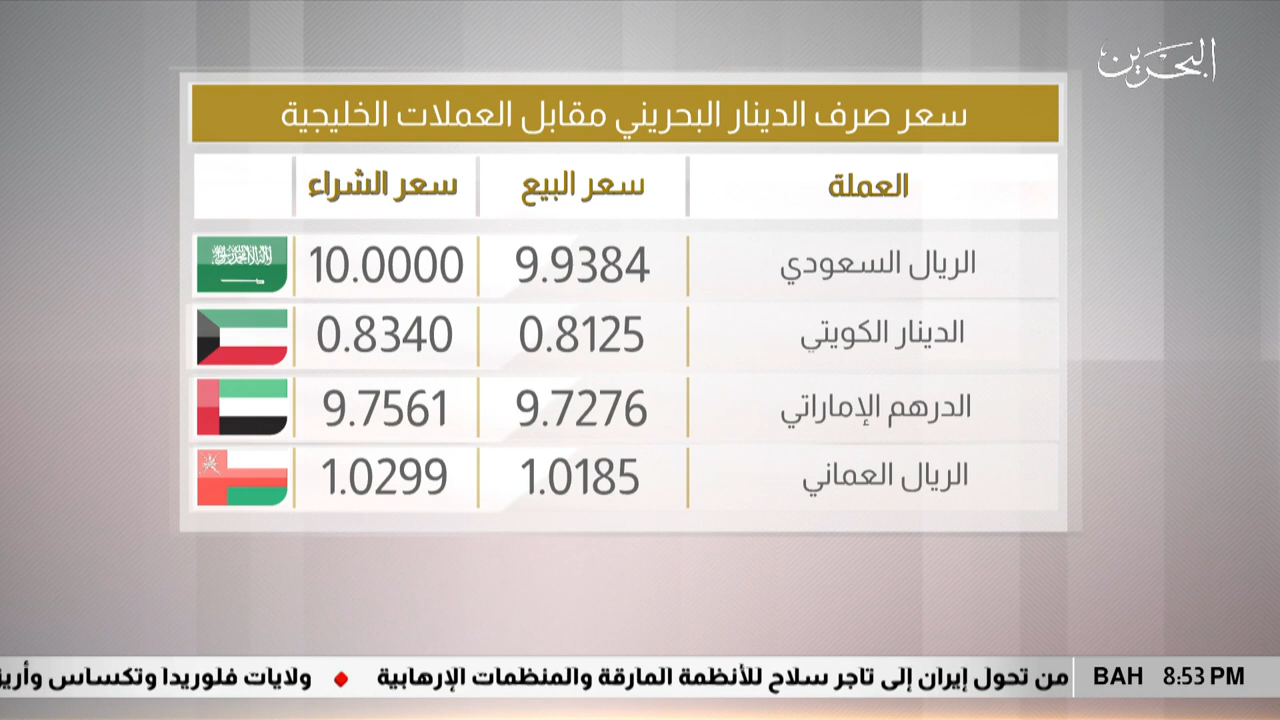 البحرين
سعر صرف الدينار البحريني مقابل العملات الخليجية
العملة سعر البيع سعر الشراء
الريال السعودي 9.9384 10.0000
الدينار الكويتي 0.8125 0.8340
الدرهم الإماراتي 9.7276 9.7561
الريال العماني 1.0185 1.0299
BAH 8:53 PM من تحول إيران إلى تاجر سلاح للأنظمة المارقة والمنظمات الإرهابية ولايات فلوريدا وتكساس